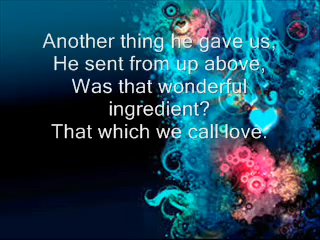 Another thing he gave us,
He sent from up above,
Was that wonderful
ingredient?
That which we call love.